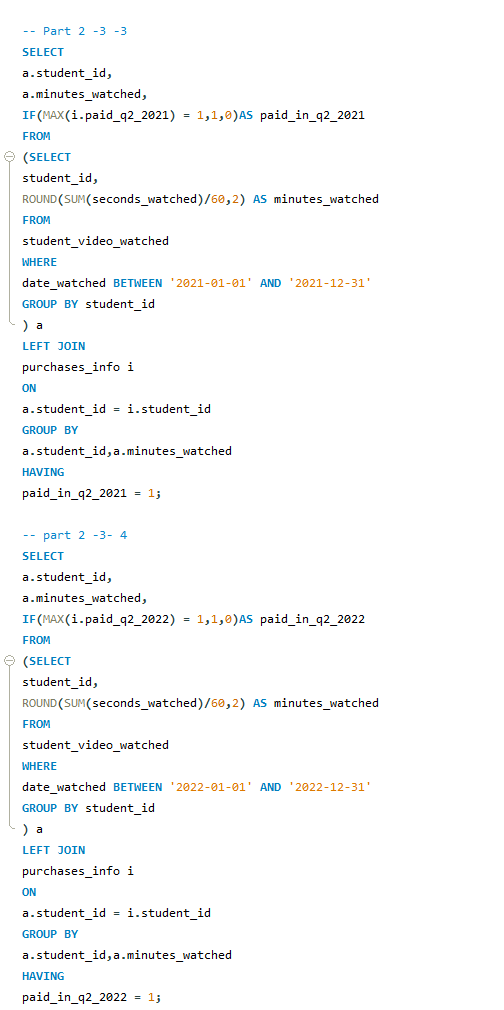 -- Part 2 -3 -3
SELECT
a.student_id,
a.minutes_watched,
IF(MAX(i.paid_q2_2021) = 1,1,0)AS paid_in_q2_2021
FROM
(SELECT
student_id,
ROUND(SUM(seconds_watched)/60,2) AS minutes_watched
FROM
student_video_watched
WHERE
date_watched BETWEEN '2021-01-01' AND '2021-12-31'
GROUP BY student_id
) a
LEFT JOIN
purchases_info i
ON
a.student_id = i.student_id
GROUP BY
a.student_id,a.minutes_watched
HAVING
paid_in_q2_2021 = 1;

-- part 2 -3- 4
SELECT
a.student_id,
a.minutes_watched,
IF(MAX(i.paid_q2_2022) = 1,1,0)AS paid_in_q2_2022
FROM
(SELECT
student_id,
ROUND(SUM(seconds_watched)/60,2) AS minutes_watched
FROM
student_video_watched
WHERE
date_watched BETWEEN '2022-01-01' AND '2022-12-31'
GROUP BY student_id
) a
LEFT JOIN
purchases_info i
ON
a.student_id = i.student_id
GROUP BY
a.student_id,a.minutes_watched
HAVING
paid_in_q2_2022 = 1;